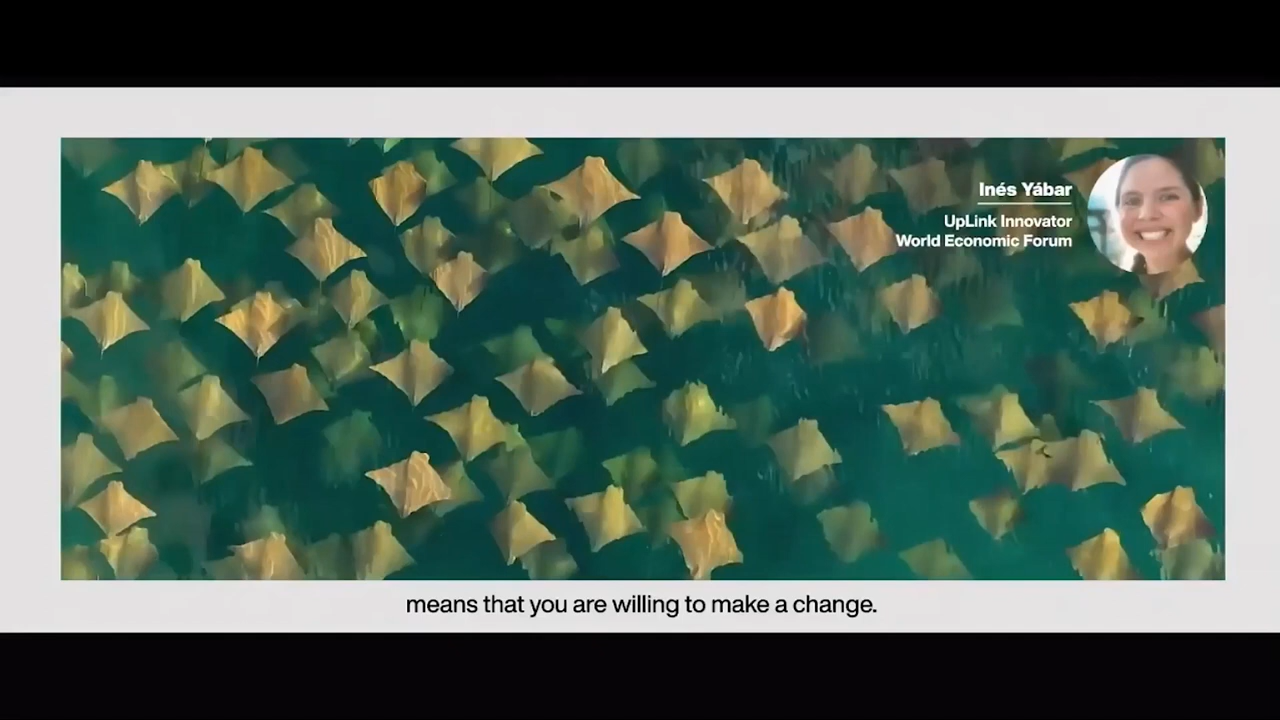 Inés Yábar
UpLink Innovator
World Economic Forum
means that you are willing to make a change.